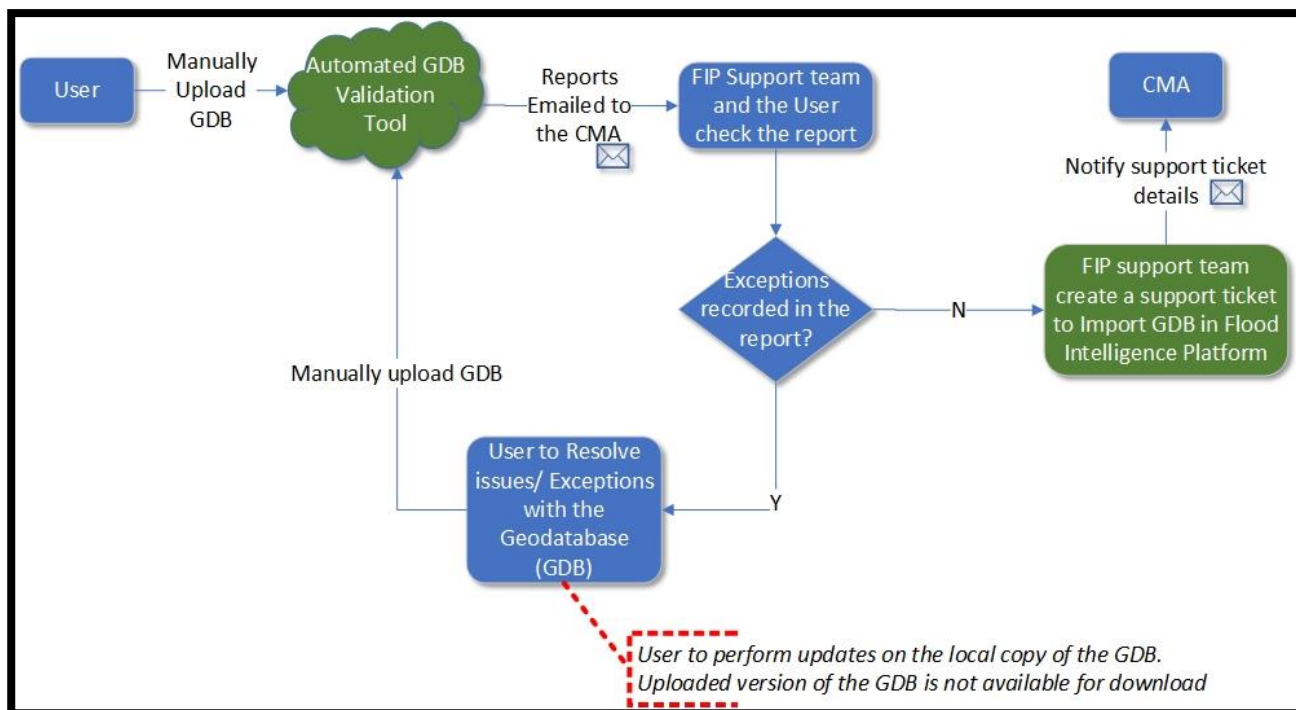 User
Manually
Upload
GDB
Automated GDB
Validation
Tool
Reports
Emailed to
the CMA
FIP Support team
and the User
check the report
CMA
Notify support ticket
details
Exceptions
recorded in the
report?
N
FIP support team
create a support ticket
to Import GDB in Flood
Intelligence Platform
Manually upload GDB
User to Resolve
issues/ Exceptions
with the
Geodatabase
(GDB)
Y
User to perform updates on the local copy of the GDB.
Uploaded version of the GDB is not available for download